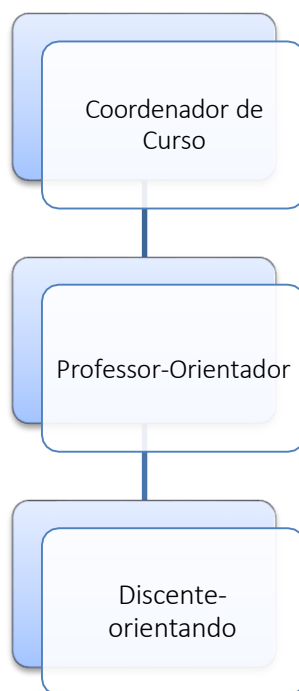 Coordenador de
Curso
Professor-Orientador
Discente-
orientando